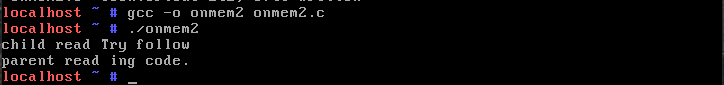 localhost ~ # gcc -o onmem2 onmem2.c
localhost ~ # ./onmem2
child read Try follow
parent read ing code.
localhost ~ # _